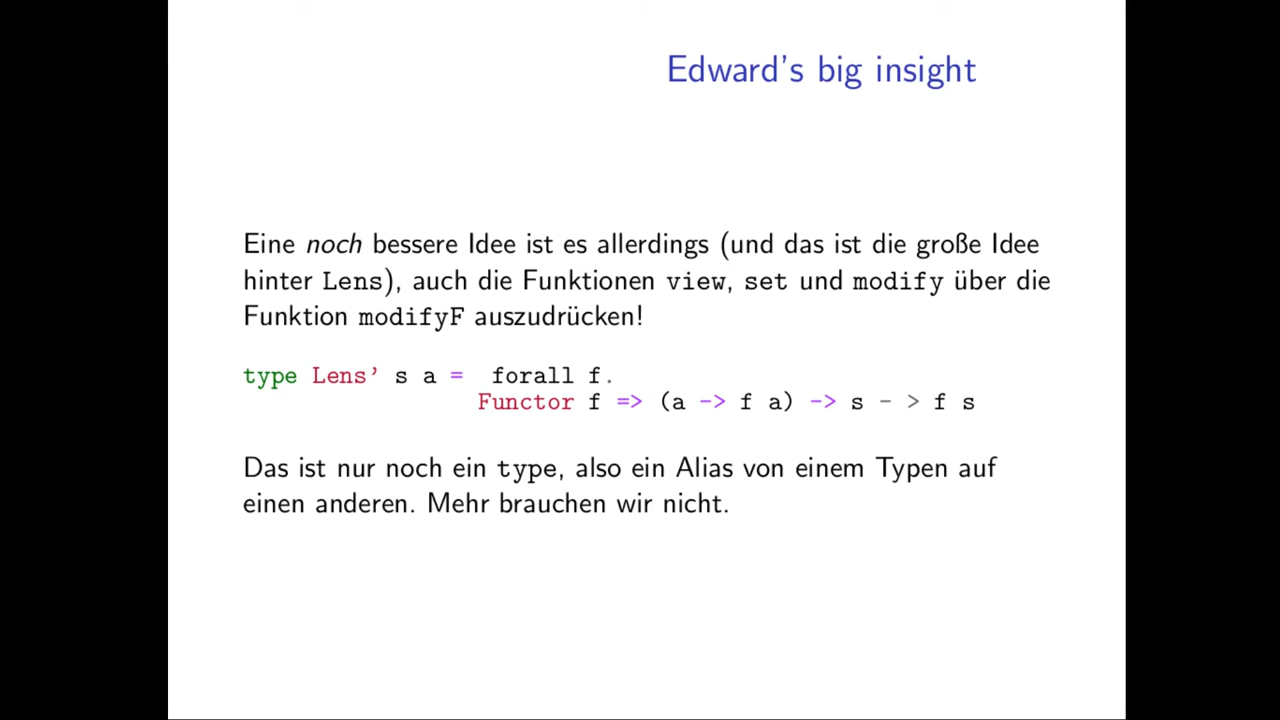 Edward's big insight
Eine noch bessere Idee ist es allerdings (und das ist die große Idee
hinter Lens), auch die Funktionen view, set und modify über die
Funktion modifyF auszudrücken!
type Lens' s a =  forall f.
Functor f => (a -> f a) -> s - > f s
Das ist nur noch ein type, also ein Alias von einem Typen auf
einen anderen. Mehr brauchen wir nicht.